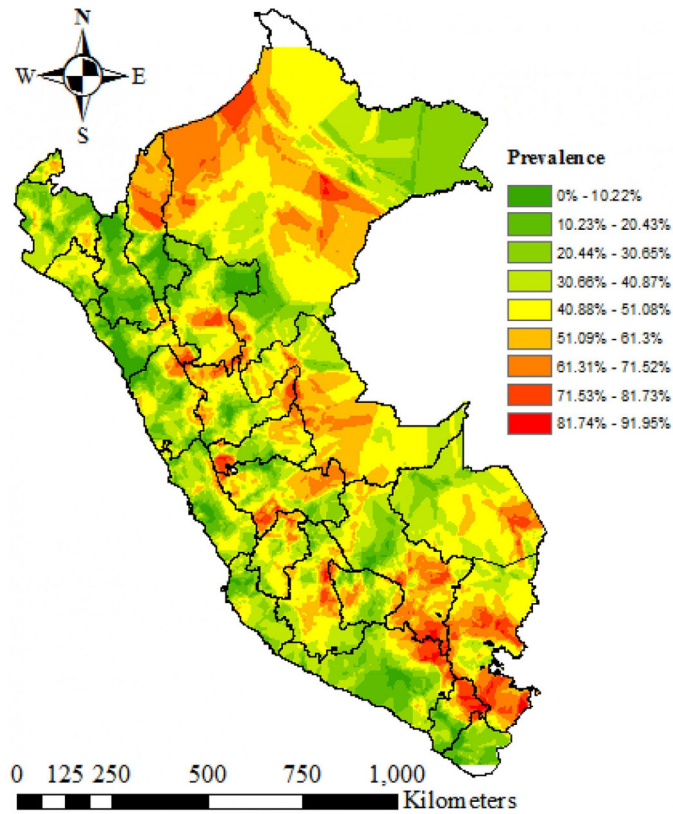 N
W E
S
Prevalence
0% - 10.22%
10.23% - 20.43%
20.44% - 30.65%
30.66% - 40.87%
40.88% - 51.08%
51.09% - 61.3%
61.31% - 71.52%
71.53% - 81.73%
81.74% - 91.95%
0 125 250 500 750 1,000
Kilometers